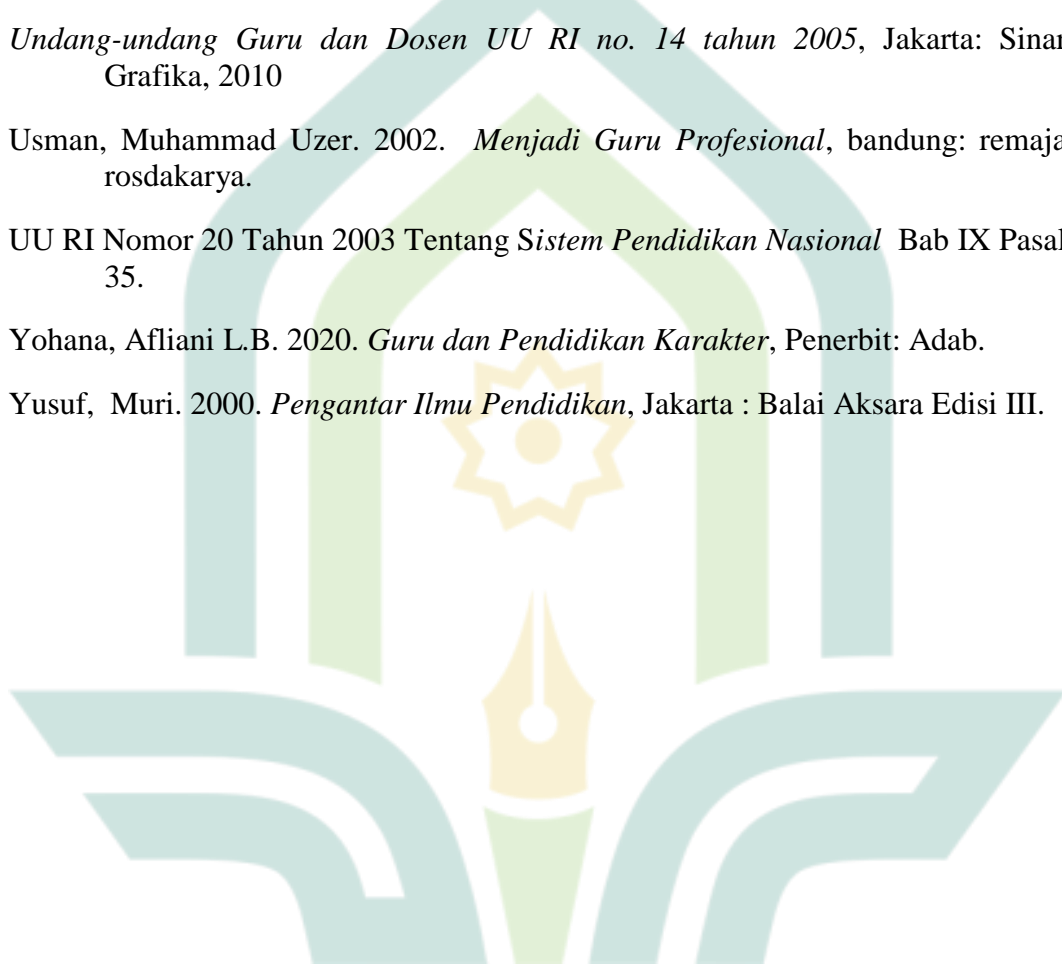 Undang-undang Guru dan Dosen UU RI no. 14 tahun 2005, Jakarta: Sinar
Grafika, 2010
Usman, Muhammad Uzer. 2002. Menjadi Guru Profesional, bandung: remaja
rosdakarya.
UU RI Nomor 20 Tahun 2003 Tentang Sistem Pendidikan Nasional Bab IX Pasal
35.
Yohana, Afliani L.B. 2020. Guru dan Pendidikan Karakter, Penerbit: Adab.
Yusuf, Muri. 2000. Pengantar Ilmu Pendidikan, Jakarta : Balai Aksara Edisi III.